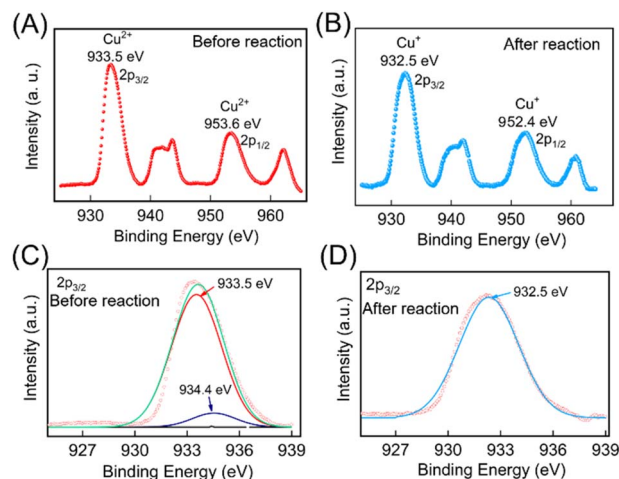 (A)
Cu²⁺
933.5 eV
2p₃/₂
Before reaction
Cu²⁺
953.6 eV
2p₁/₂
Intensity (a. u.)
930 940 950 960
Binding Energy (eV)
(B)
Cu⁺
932.5 eV
2p₃/₂
After reaction
Cu⁺
952.4 eV
2p₁/₂
Intensity (a. u.)
930 940 950 960
Binding Energy (eV)
(C)
2p₃/₂
Before reaction
933.5 eV
934.4 eV
Intensity (a.u.)
927 930 933 936 939
Binding Energy (eV)
(D)
2p₃/₂
After reaction
932.5 eV
Intensity (a.u.)
927 930 933 936 939
Binding Energy (eV)